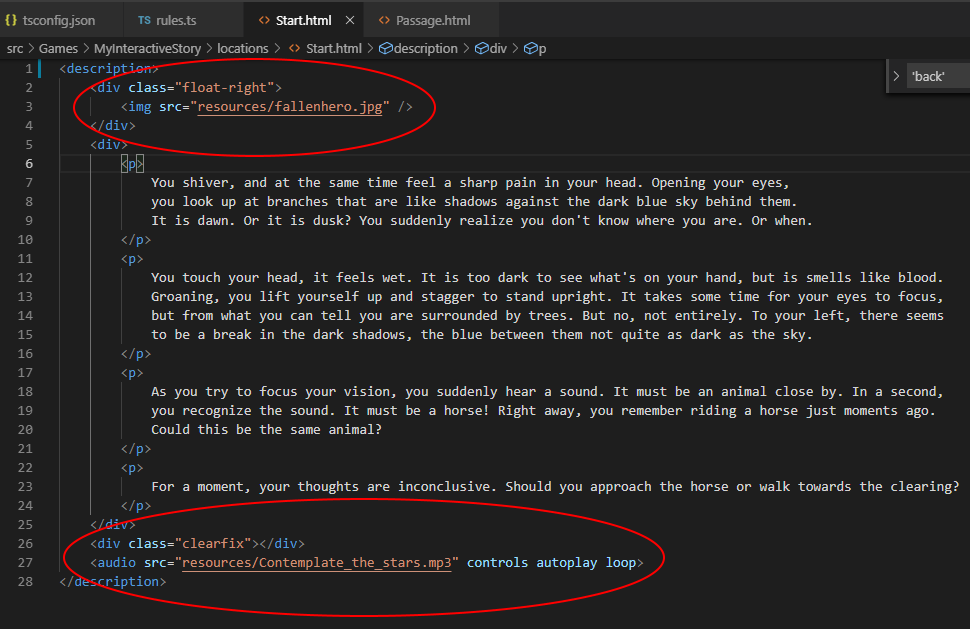 {} tsconfig.json TS rules.ts <> Start.html × <> Passage.html
src > Games > MyInteractiveStory > locations > <> Start.html > description > div > p
> 'back'
1 <description>
2 <div class="float-right">
3 <img src="resources/fallenhero.jpg" />
4 </div>
5 <div>
6 <p>
7 You shiver, and at the same time feel a sharp pain in your head. Opening your eyes,
8 you look up at branches that are like shadows against the dark blue sky behind them.
9 It is dawn. Or it is dusk? You suddenly realize you don't know where you are. Or when.
10 </p>
11 <p>
12 You touch your head, it feels wet. It is too dark to see what's on your hand, but is smells like blood.
13 Groaning, you lift yourself up and stagger to stand upright. It takes some time for your eyes to focus,
14 but from what you can tell you are surrounded by trees. But no, not entirely. To your left, there seems
15 to be a break in the dark shadows, the blue between them not quite as dark as the sky.
16 </p>
17 <p>
18 As you try to focus your vision, you suddenly hear a sound. It must be an animal close by. In a second,
19 you recognize the sound. It must be a horse! Right away, you remember riding a horse just moments ago.
20 Could this be the same animal?
21 </p>
22 <p>
23 For a moment, your thoughts are inconclusive. Should you approach the horse or walk towards the clearing?
24 </p>
25 </div>
26 <div class="clearfix"></div>
27 <audio src="resources/Contemplate_the_stars.mp3" controls autoplay loop>
28 </description>